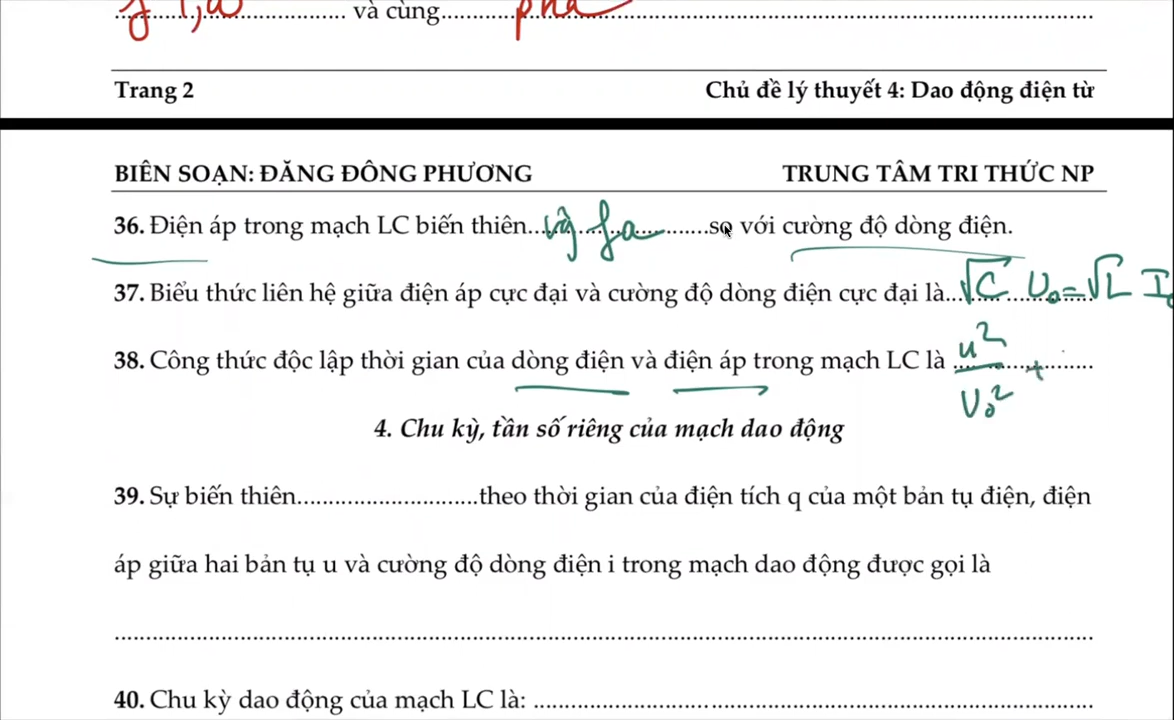 f T, ω ........ và cùng........ pha ........
Trang 2 Chủ đề lý thuyết 4: Dao động điện từ
BIÊN SOẠN: ĐĂNG ĐÔNG PHƯƠNG TRUNG TÂM TRI THỨC NP
36. Điện áp trong mạch LC biến thiên........ pha ........so với cường độ dòng điện.
37. Biểu thức liên hệ giữa điện áp cực đại và cường độ dòng điện cực đại là...√C U₀ = √L I₀
38. Công thức độc lập thời gian của dòng điện và điện áp trong mạch LC là ...u²/U₀² + ........
4. Chu kỳ, tần số riêng của mạch dao động
39. Sự biến thiên.............................theo thời gian của điện tích q của một bản tụ điện, điện
áp giữa hai bản tụ u và cường độ dòng điện i trong mạch dao động được gọi là
........................................................................
40. Chu kỳ dao động của mạch LC là: ........................................................................